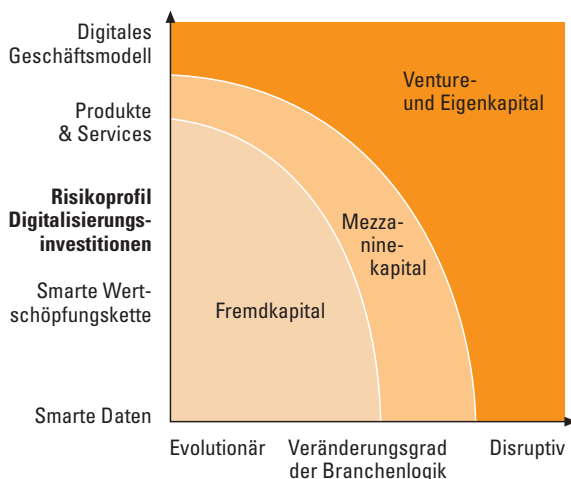 Digitales
Geschäftsmodell
Produkte
& Services
Risikoprofil
Digitalisierungs-
investitionen
Smarte Wert-
schöpfungskette
Smarte Daten
Venture-
und Eigenkapital
Mezza-
nine-
kapital
Fremdkapital
Evolutionär
Veränderungsgrad
der Branchenlogik
Disruptiv